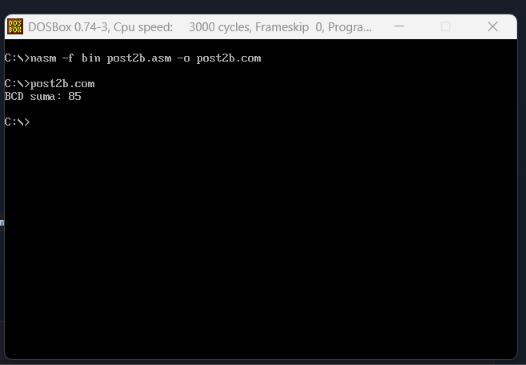 DOSBox 0.74-3, Cpu speed: 3000 cycles, Frameskip 0, Progra...
C:\>nasm -f bin post2b.asm -o post2b.com
C:\>post2b.com
BCD suma: 85
C:\>